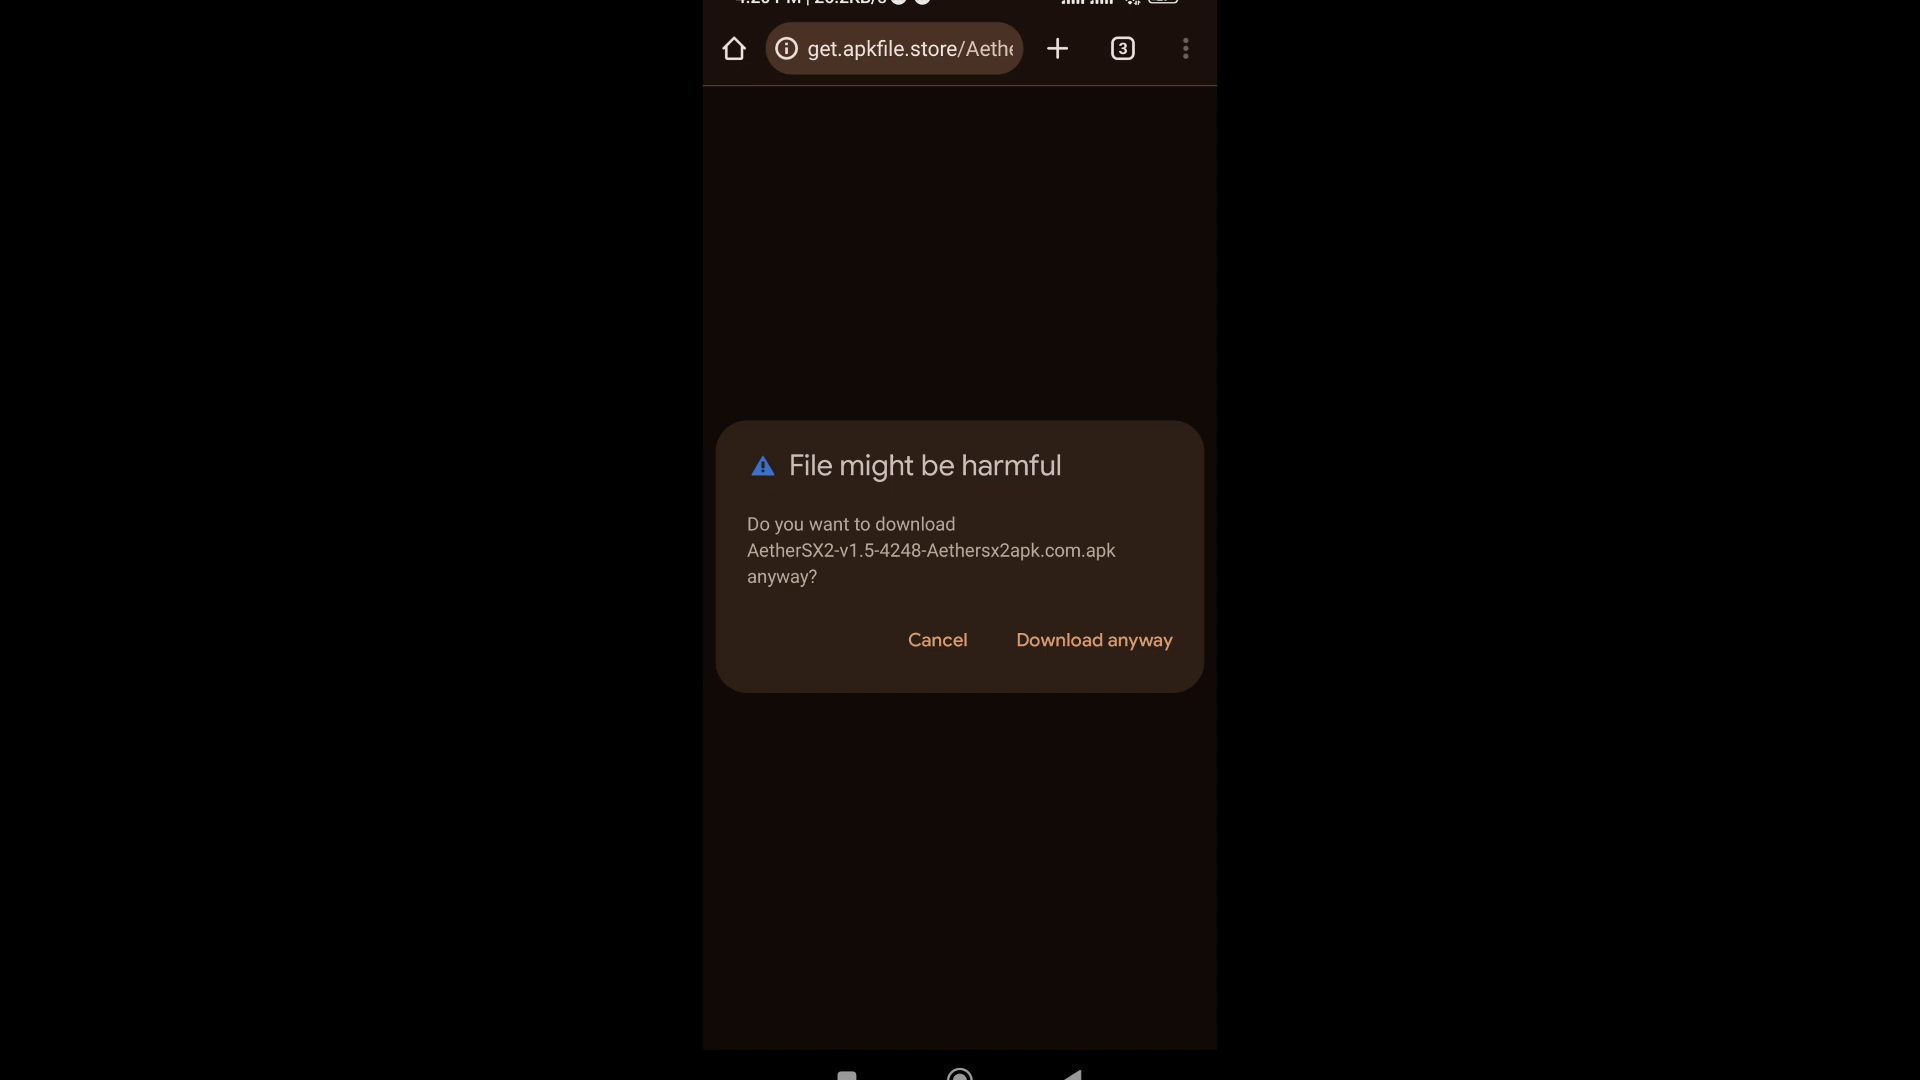 get.apkfile.store/Aethe
3
File might be harmful
Do you want to download
AetherSX2-v1.5-4248-Aethersx2apk.com.apk
anyway?
Cancel Download anyway